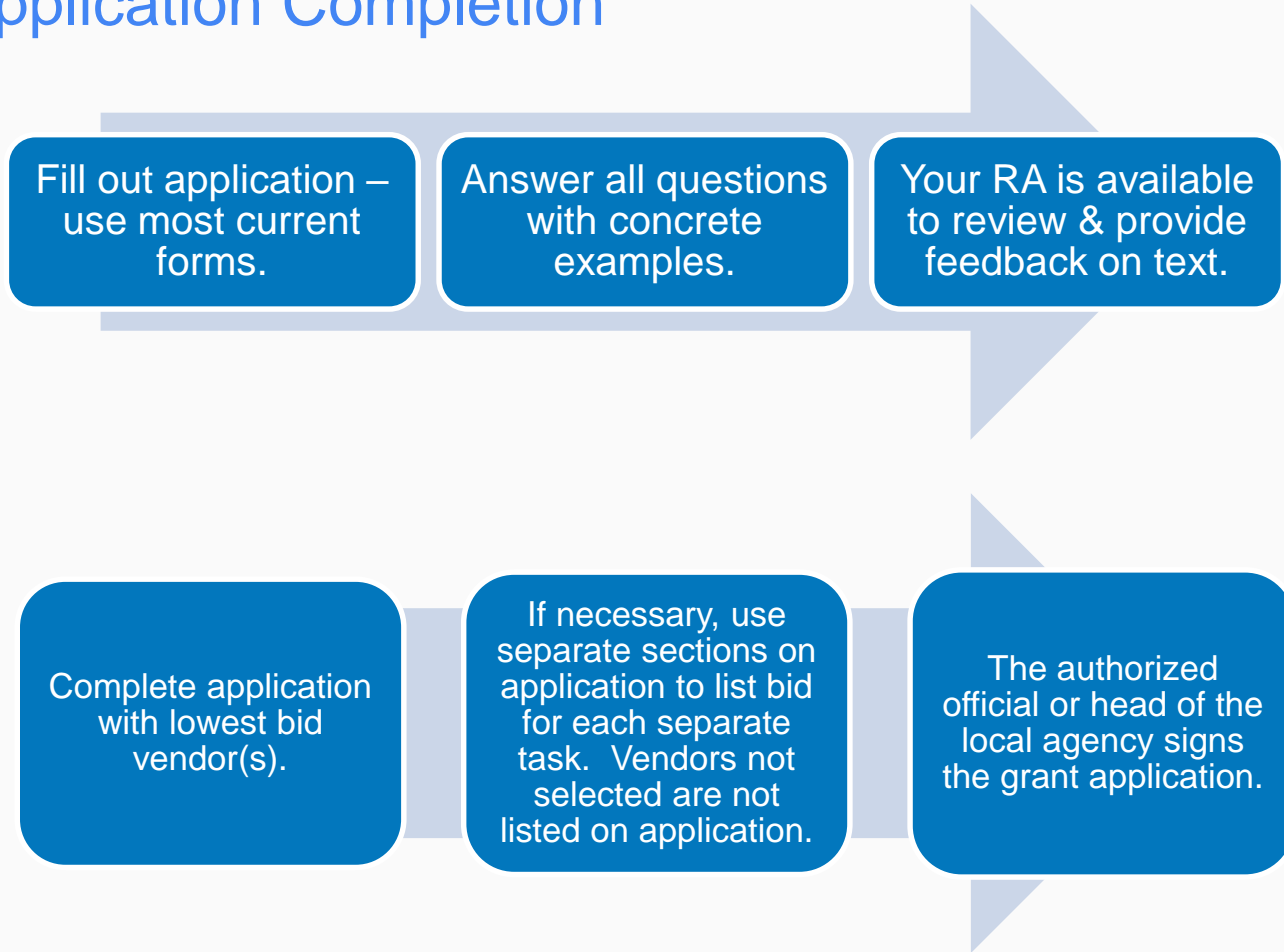 pplication Completion
Fill out application –
use most current
forms.
Answer all questions
with concrete
examples.
Your RA is available
to review & provide
feedback on text.
Complete application
with lowest bid
vendor(s).
If necessary, use
separate sections on
application to list bid
for each separate
task.  Vendors not
selected are not
listed on application.
The authorized
official or head of the
local agency signs
the grant application.